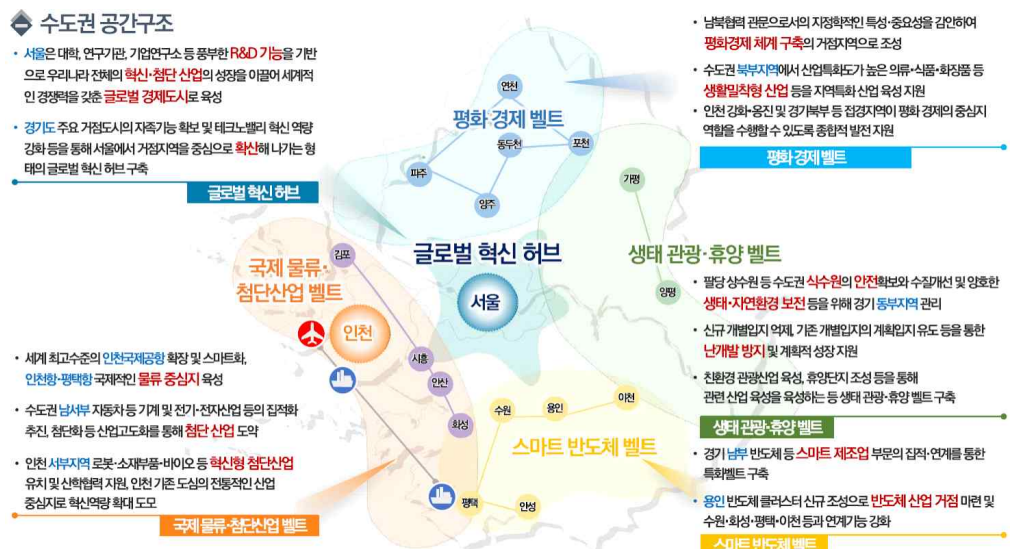 수도권 공간구조
• 서울은 대학, 연구기관, 기업연구소 등 풍부한 R&D 기능을 기반
으로 우리나라 전체의 혁신·첨단 산업의 성장을 이끌어 세계적
인 경쟁력을 갖춘 글로벌 경제도시로 육성
• 경기도 주요 거점도시의 자족기능 확보 및 테크노밸리 혁신 역량
강화 등을 통해 서울에서 거점지역을 중심으로 확산해 나가는 형
태의 글로벌 혁신 허브 구축
글로벌 혁신 허브
• 남북협력 관문으로서의 지정학적인 특성·중요성을 감안하여
평화경제 체계 구축의 거점지역으로 조성
• 수도권 북부지역에서 산업특화도가 높은 의류·식품·화장품 등
생활밀착형 산업 등을 지역특화 산업 육성 지원
• 인천 강화·옹진 및 경기북부 등 접경지역이 평화 경제의 중심지
역할을 수행할 수 있도록 종합적 발전 지원
평화 경제 벨트
연천
평화 경제 벨트
동두천
포천
파주
양주
가평
글로벌 혁신 허브
서울
생태 관광·휴양 벨트
양평
김포
국제 물류·
첨단산업 벨트
인천
시흥
안산
화성
수원
용인
이천
스마트 반도체 벨트
평택
안성
• 팔당 상수원 등 수도권 식수원의 안전확보와 수질개선 및 양호한
생태·자연환경 보전 등을 위해 경기 동부지역 관리
• 신규 개별입지 억제, 기존 개별입지의 계획입지 유도 등을 통한
난개발 방지 및 계획적 성장 지원
• 친환경 관광산업 육성, 휴양단지 조성 등을 통해
관련 산업 육성을 육성하는 등 생태 관광·휴양 벨트 구축
생태 관광·휴양 벨트
• 세계 최고수준의 인천국제공항 확장 및 스마트화,
인천항·평택항 국제적인 물류 중심지 육성
• 수도권 남서부 자동차 등 기계 및 전기·전자산업 등의 집적화
추진, 첨단화 등 산업고도화를 통해 첨단 산업 도약
• 인천 서부지역 로봇·소재부품·바이오 등 혁신형 첨단산업
유치 및 산학협력 지원, 인천 기존 도심의 전통적인 산업
중심지로 혁신역량 확대 도모
국제 물류·첨단산업 벨트
• 경기 남부 반도체 등 스마트 제조업 부문의 집적·연계를 통한
특화벨트 구축
• 용인 반도체 클러스터 신규 조성으로 반도체 산업 거점 마련 및
수원·화성·평택·이천 등과 연계기능 강화
스마트 반도체 벨트